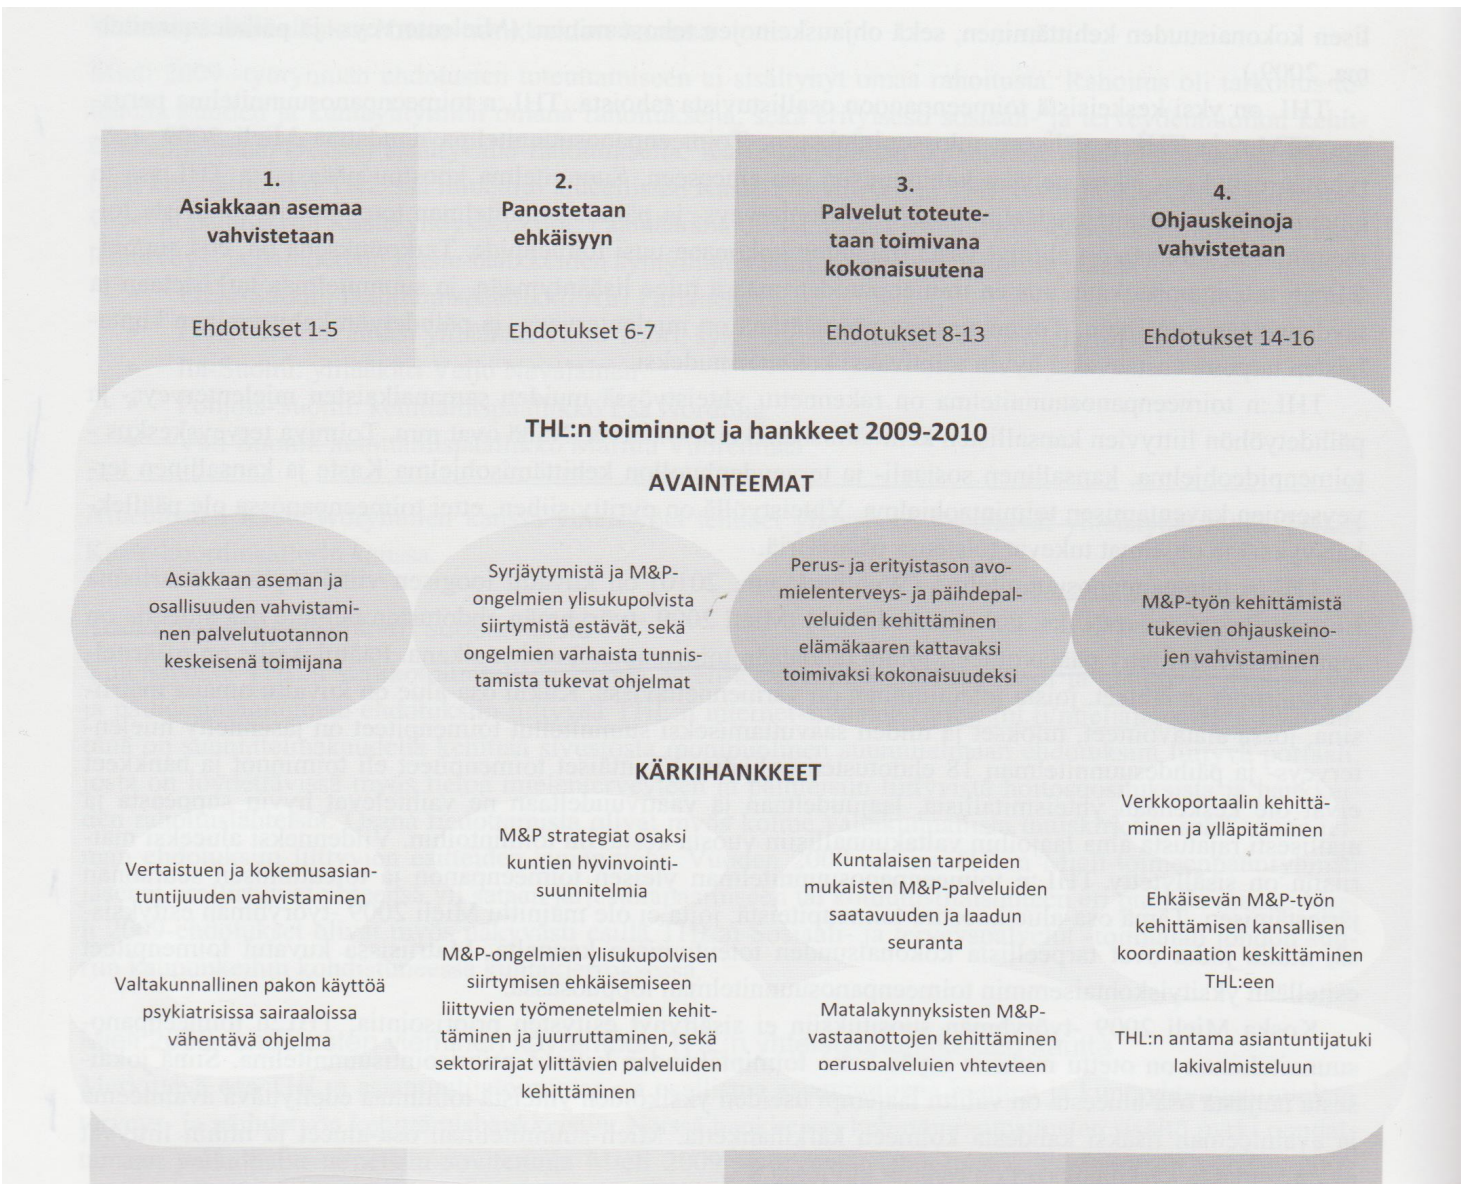 1.
Asiakkaan asemaa
vahvistetaan
Ehdotukset 1-5
2.
Panostetaan
ehkäisyyn
Ehdotukset 6-7
3.
Palvelut toteute-
taan toimivana
kokonaisuutena
Ehdotukset 8-13
4.
Ohjauskeinoja
vahvistetaan
Ehdotukset 14-16
THL:n toiminnot ja hankkeet 2009-2010
AVAINTEEMAT
Asiakkaan aseman ja
osallisuuden vahvistami-
nen palvelutuotannon
keskeisenä toimijana
Syrjäytymistä ja M&P-
ongelmien ylisukupolvista
siirtymistä estävät, sekä
ongelmien varhaista tunnis-
tamista tukevat ohjelmat
Perus- ja erityistason avo-
mielenterveys- ja päihdepal-
veluiden kehittäminen
elämäkaaren kattavaksi
toimivaksi kokonaisuudeksi
M&P-työn kehittämistä
tukevien ohjauskeino-
jen vahvistaminen
KÄRKIHANKKEET
Vertaistuen ja kokemusasian-
tuntijuuden vahvistaminen
Valtakunnallinen pakon käyttöä
psykiatrisissa sairaaloissa
vähentävä ohjelma
M&P strategiat osaksi
kuntien hyvinvointi-
suunnitelmia
M&P-ongelmien ylisukupolvisen
siirtymisen ehkäisemiseen
liittyvien työmenetelmien kehit-
täminen ja juurruttaminen, sekä
sektorirajat ylittävien palveluiden
kehittäminen
Kuntalaisen tarpeiden
mukaisten M&P-palveluiden
saatavuuden ja laadun
seuranta
Matalakynnyksisten M&P-
vastaanottojen kehittäminen
peruspalvelujen yhteyteen
Verkkoportaalin kehittä-
minen ja ylläpitäminen
Ehkäisevän M&P-työn
kehittämisen kansallisen
koordinaation keskittäminen
THL:een
THL:n antama asiantuntijatuki
lakivalmisteluun